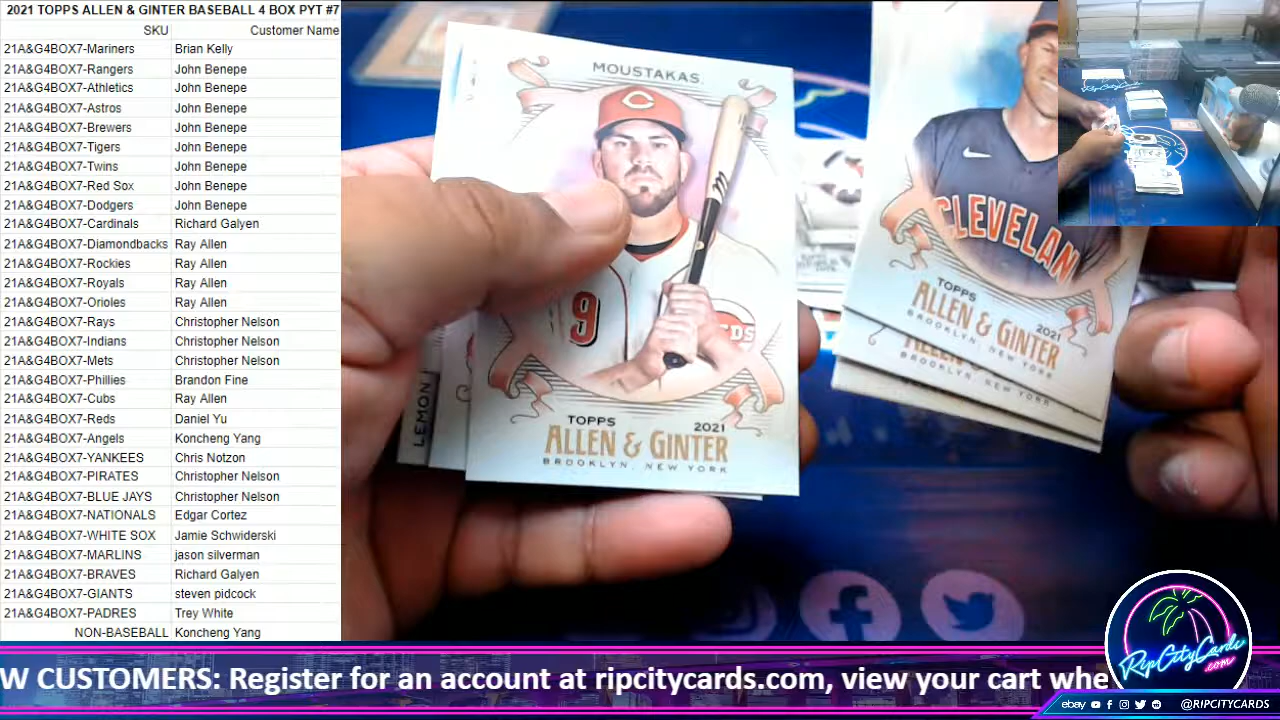 2021 TOPPS ALLEN & GINTER BASEBALL 4 BOX PYT #7
SKU Customer Name
21A&G4BOX7-Mariners Brian Kelly
21A&G4BOX7-Rangers John Benepe
21A&G4BOX7-Athletics John Benepe
21A&G4BOX7-Astros John Benepe
21A&G4BOX7-Brewers John Benepe
21A&G4BOX7-Tigers John Benepe
21A&G4BOX7-Twins John Benepe
21A&G4BOX7-Red Sox John Benepe
21A&G4BOX7-Dodgers John Benepe
21A&G4BOX7-Cardinals Richard Galyen
21A&G4BOX7-Diamondbacks Ray Allen
21A&G4BOX7-Rockies Ray Allen
21A&G4BOX7-Royals Ray Allen
21A&G4BOX7-Orioles Ray Allen
21A&G4BOX7-Rays Christopher Nelson
21A&G4BOX7-Indians Christopher Nelson
21A&G4BOX7-Mets Christopher Nelson
21A&G4BOX7-Phillies Brandon Fine
21A&G4BOX7-Cubs Ray Allen
21A&G4BOX7-Reds Daniel Yu
21A&G4BOX7-Angels Koncheng Yang
21A&G4BOX7-YANKEES Chris Notzon
21A&G4BOX7-PIRATES Christopher Nelson
21A&G4BOX7-BLUE JAYS Christopher Nelson
21A&G4BOX7-NATIONALS Edgar Cortez
21A&G4BOX7-WHITE SOX Jamie Schwiderski
21A&G4BOX7-MARLINS jason silverman
21A&G4BOX7-BRAVES Richard Galyen
21A&G4BOX7-GIANTS steven pidcock
21A&G4BOX7-PADRES Trey White
NON-BASEBALL Koncheng Yang
MOUSTAKAS
C
9
REDS
TOPPS 2021
ALLEN & GINTER
BROOKLYN, NEW YORK
LEMON
CLEVELAN
TOPPS 2021
ALLEN & GINTER
BROOKLYN, NEW YORK
ALLEN
BROOKLYN, NEW YORK
RipCityCards
W CUSTOMERS: Register for an account at ripcitycards.com, view your cart whe
RipCityCards
.com
ebay @RIPCITYCARDS